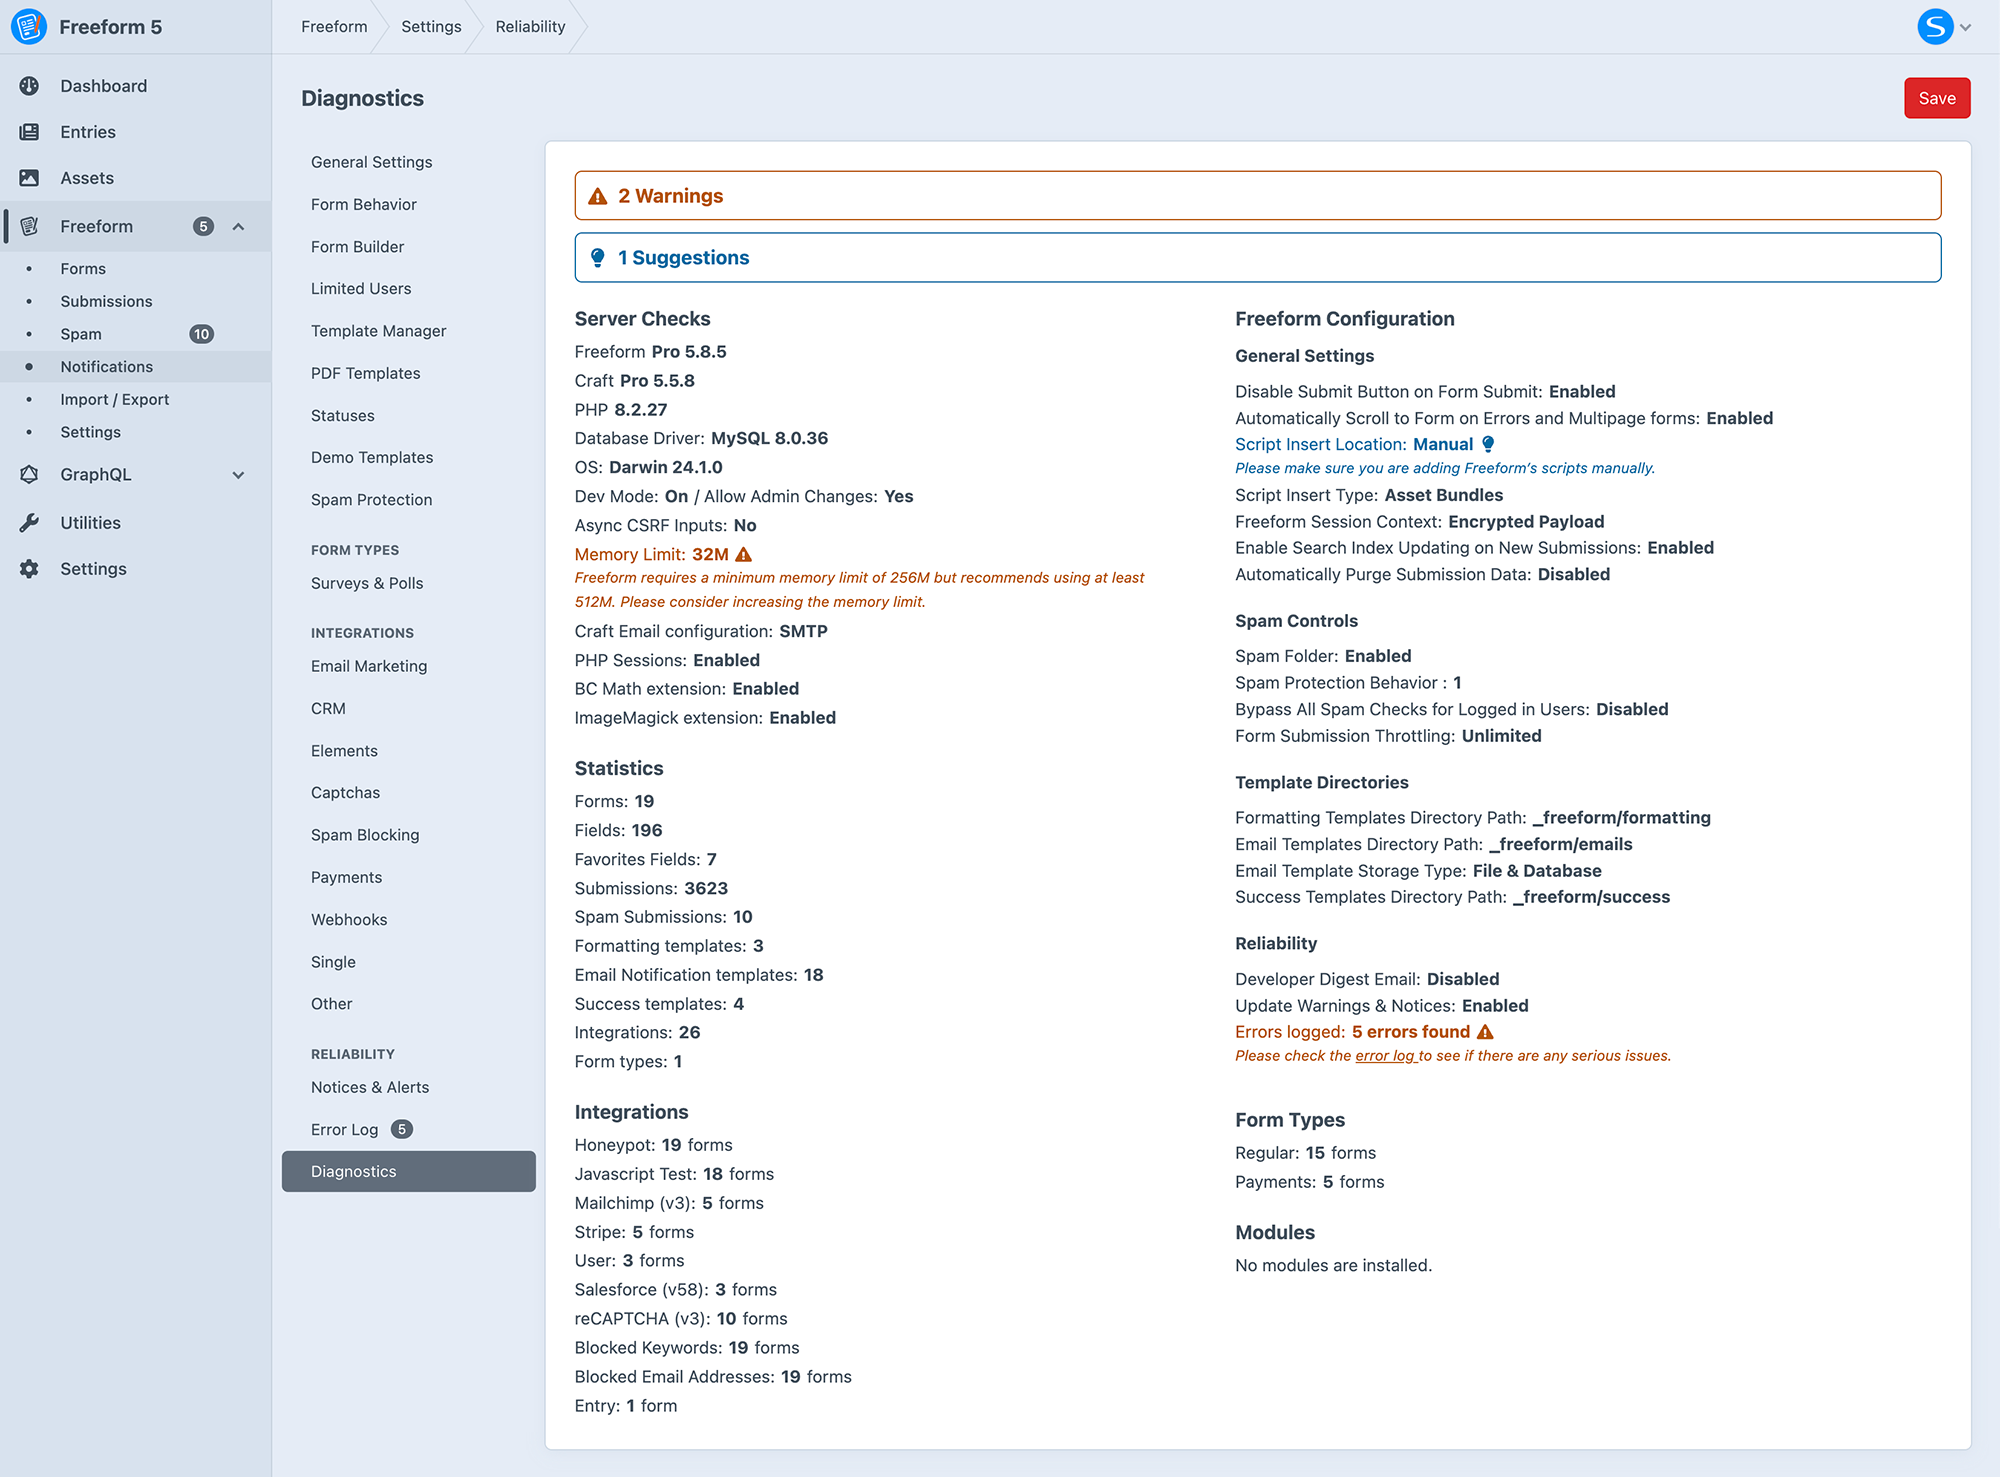 Freeform 5
Freeform
Settings
Reliability
S
Dashboard
Entries
Assets
Freeform 5
Forms
Submissions
Spam 10
Notifications
Import / Export
Settings
GraphQL
Utilities
Settings
Diagnostics
Save
General Settings
Form Behavior
Form Builder
Limited Users
Template Manager
PDF Templates
Statuses
Demo Templates
Spam Protection
FORM TYPES
Surveys & Polls
INTEGRATIONS
Email Marketing
CRM
Elements
Captchas
Spam Blocking
Payments
Webhooks
Single
Other
RELIABILITY
Notices & Alerts
Error Log 5
Diagnostics
2 Warnings
1 Suggestions
Server Checks
Freeform Pro 5.8.5
Craft Pro 5.5.8
PHP 8.2.27
Database Driver: MySQL 8.0.36
OS: Darwin 24.1.0
Dev Mode: On / Allow Admin Changes: Yes
Async CSRF Inputs: No
Memory Limit: 32M
Freeform requires a minimum memory limit of 256M but recommends using at least
512M. Please consider increasing the memory limit.
Craft Email configuration: SMTP
PHP Sessions: Enabled
BC Math extension: Enabled
ImageMagick extension: Enabled
Statistics
Forms: 19
Fields: 196
Favorites Fields: 7
Submissions: 3623
Spam Submissions: 10
Formatting templates: 3
Email Notification templates: 18
Success templates: 4
Integrations: 26
Form types: 1
Integrations
Honeypot: 19 forms
Javascript Test: 18 forms
Mailchimp (v3): 5 forms
Stripe: 5 forms
User: 3 forms
Salesforce (v58): 3 forms
reCAPTCHA (v3): 10 forms
Blocked Keywords: 19 forms
Blocked Email Addresses: 19 forms
Entry: 1 form
Freeform Configuration
General Settings
Disable Submit Button on Form Submit: Enabled
Automatically Scroll to Form on Errors and Multipage forms: Enabled
Script Insert Location: Manual
Please make sure you are adding Freeform's scripts manually.
Script Insert Type: Asset Bundles
Freeform Session Context: Encrypted Payload
Enable Search Index Updating on New Submissions: Enabled
Automatically Purge Submission Data: Disabled
Spam Controls
Spam Folder: Enabled
Spam Protection Behavior : 1
Bypass All Spam Checks for Logged in Users: Disabled
Form Submission Throttling: Unlimited
Template Directories
Formatting Templates Directory Path: _freeform/formatting
Email Templates Directory Path: _freeform/emails
Email Template Storage Type: File & Database
Success Templates Directory Path: _freeform/success
Reliability
Developer Digest Email: Disabled
Update Warnings & Notices: Enabled
Errors logged: 5 errors found
Please check the error log to see if there are any serious issues.
Form Types
Regular: 15 forms
Payments: 5 forms
Modules
No modules are installed.